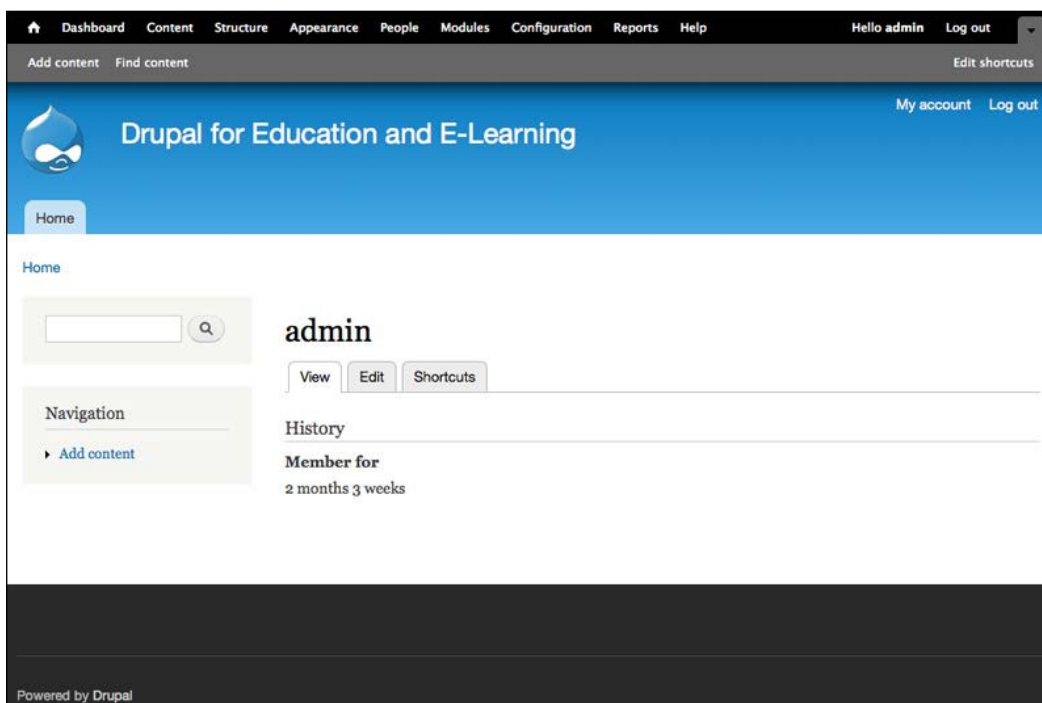 Dashboard Content Structure Appearance People Modules Configuration Reports Help Hello admin Log out
Add content Find content Edit shortcuts
My account Log out
Drupal for Education and E-Learning
Home
Home
admin
View Edit Shortcuts
Navigation
History
Add content
Member for
2 months 3 weeks
Powered by Drupal